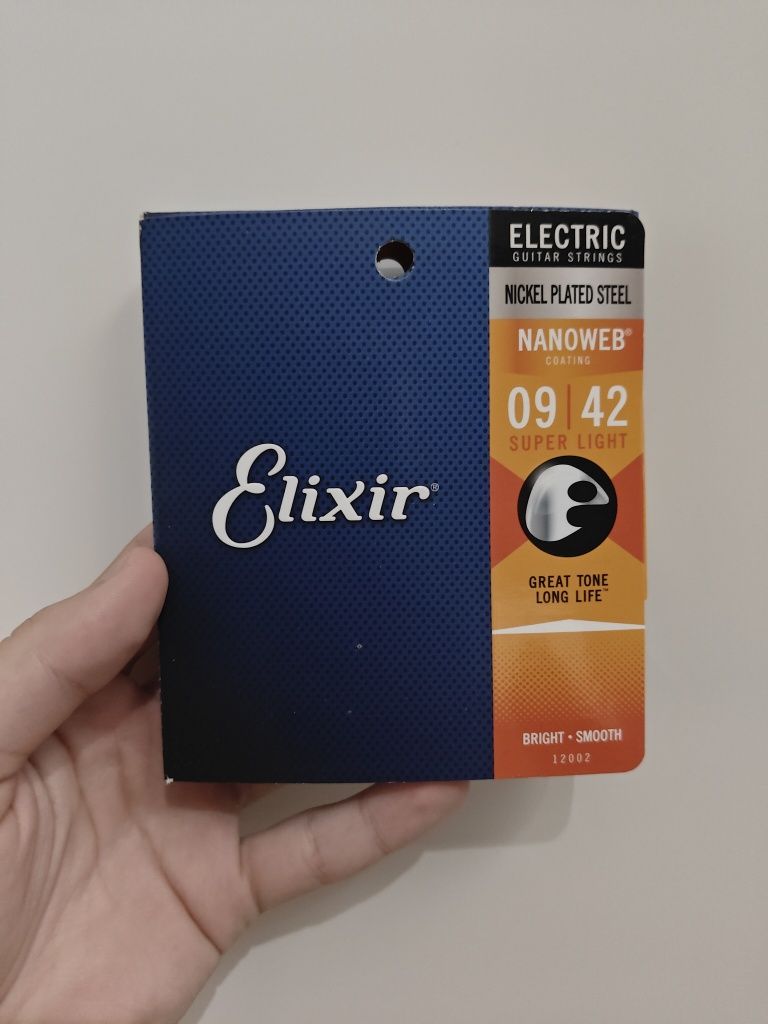 Elixir®
ELECTRIC
GUITAR STRINGS
NICKEL PLATED STEEL
NANOWEB®
COATING
09 | 42
SUPER LIGHT
GREAT TONE
LONG LIFE™
BRIGHT • SMOOTH
12002